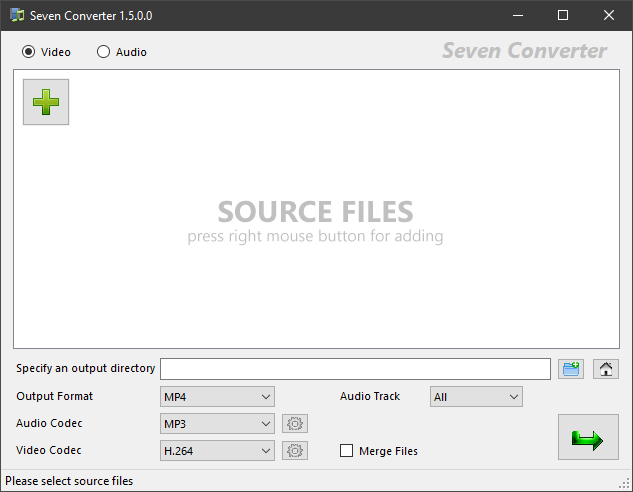 Seven Converter 1.5.0.0
Video
Audio
Seven Converter
SOURCE FILES
press right mouse button for adding
Specify an output directory
Output Format
MP4
Audio Track
All
Audio Codec
MP3
Video Codec
H.264
Merge Files
Please select source files